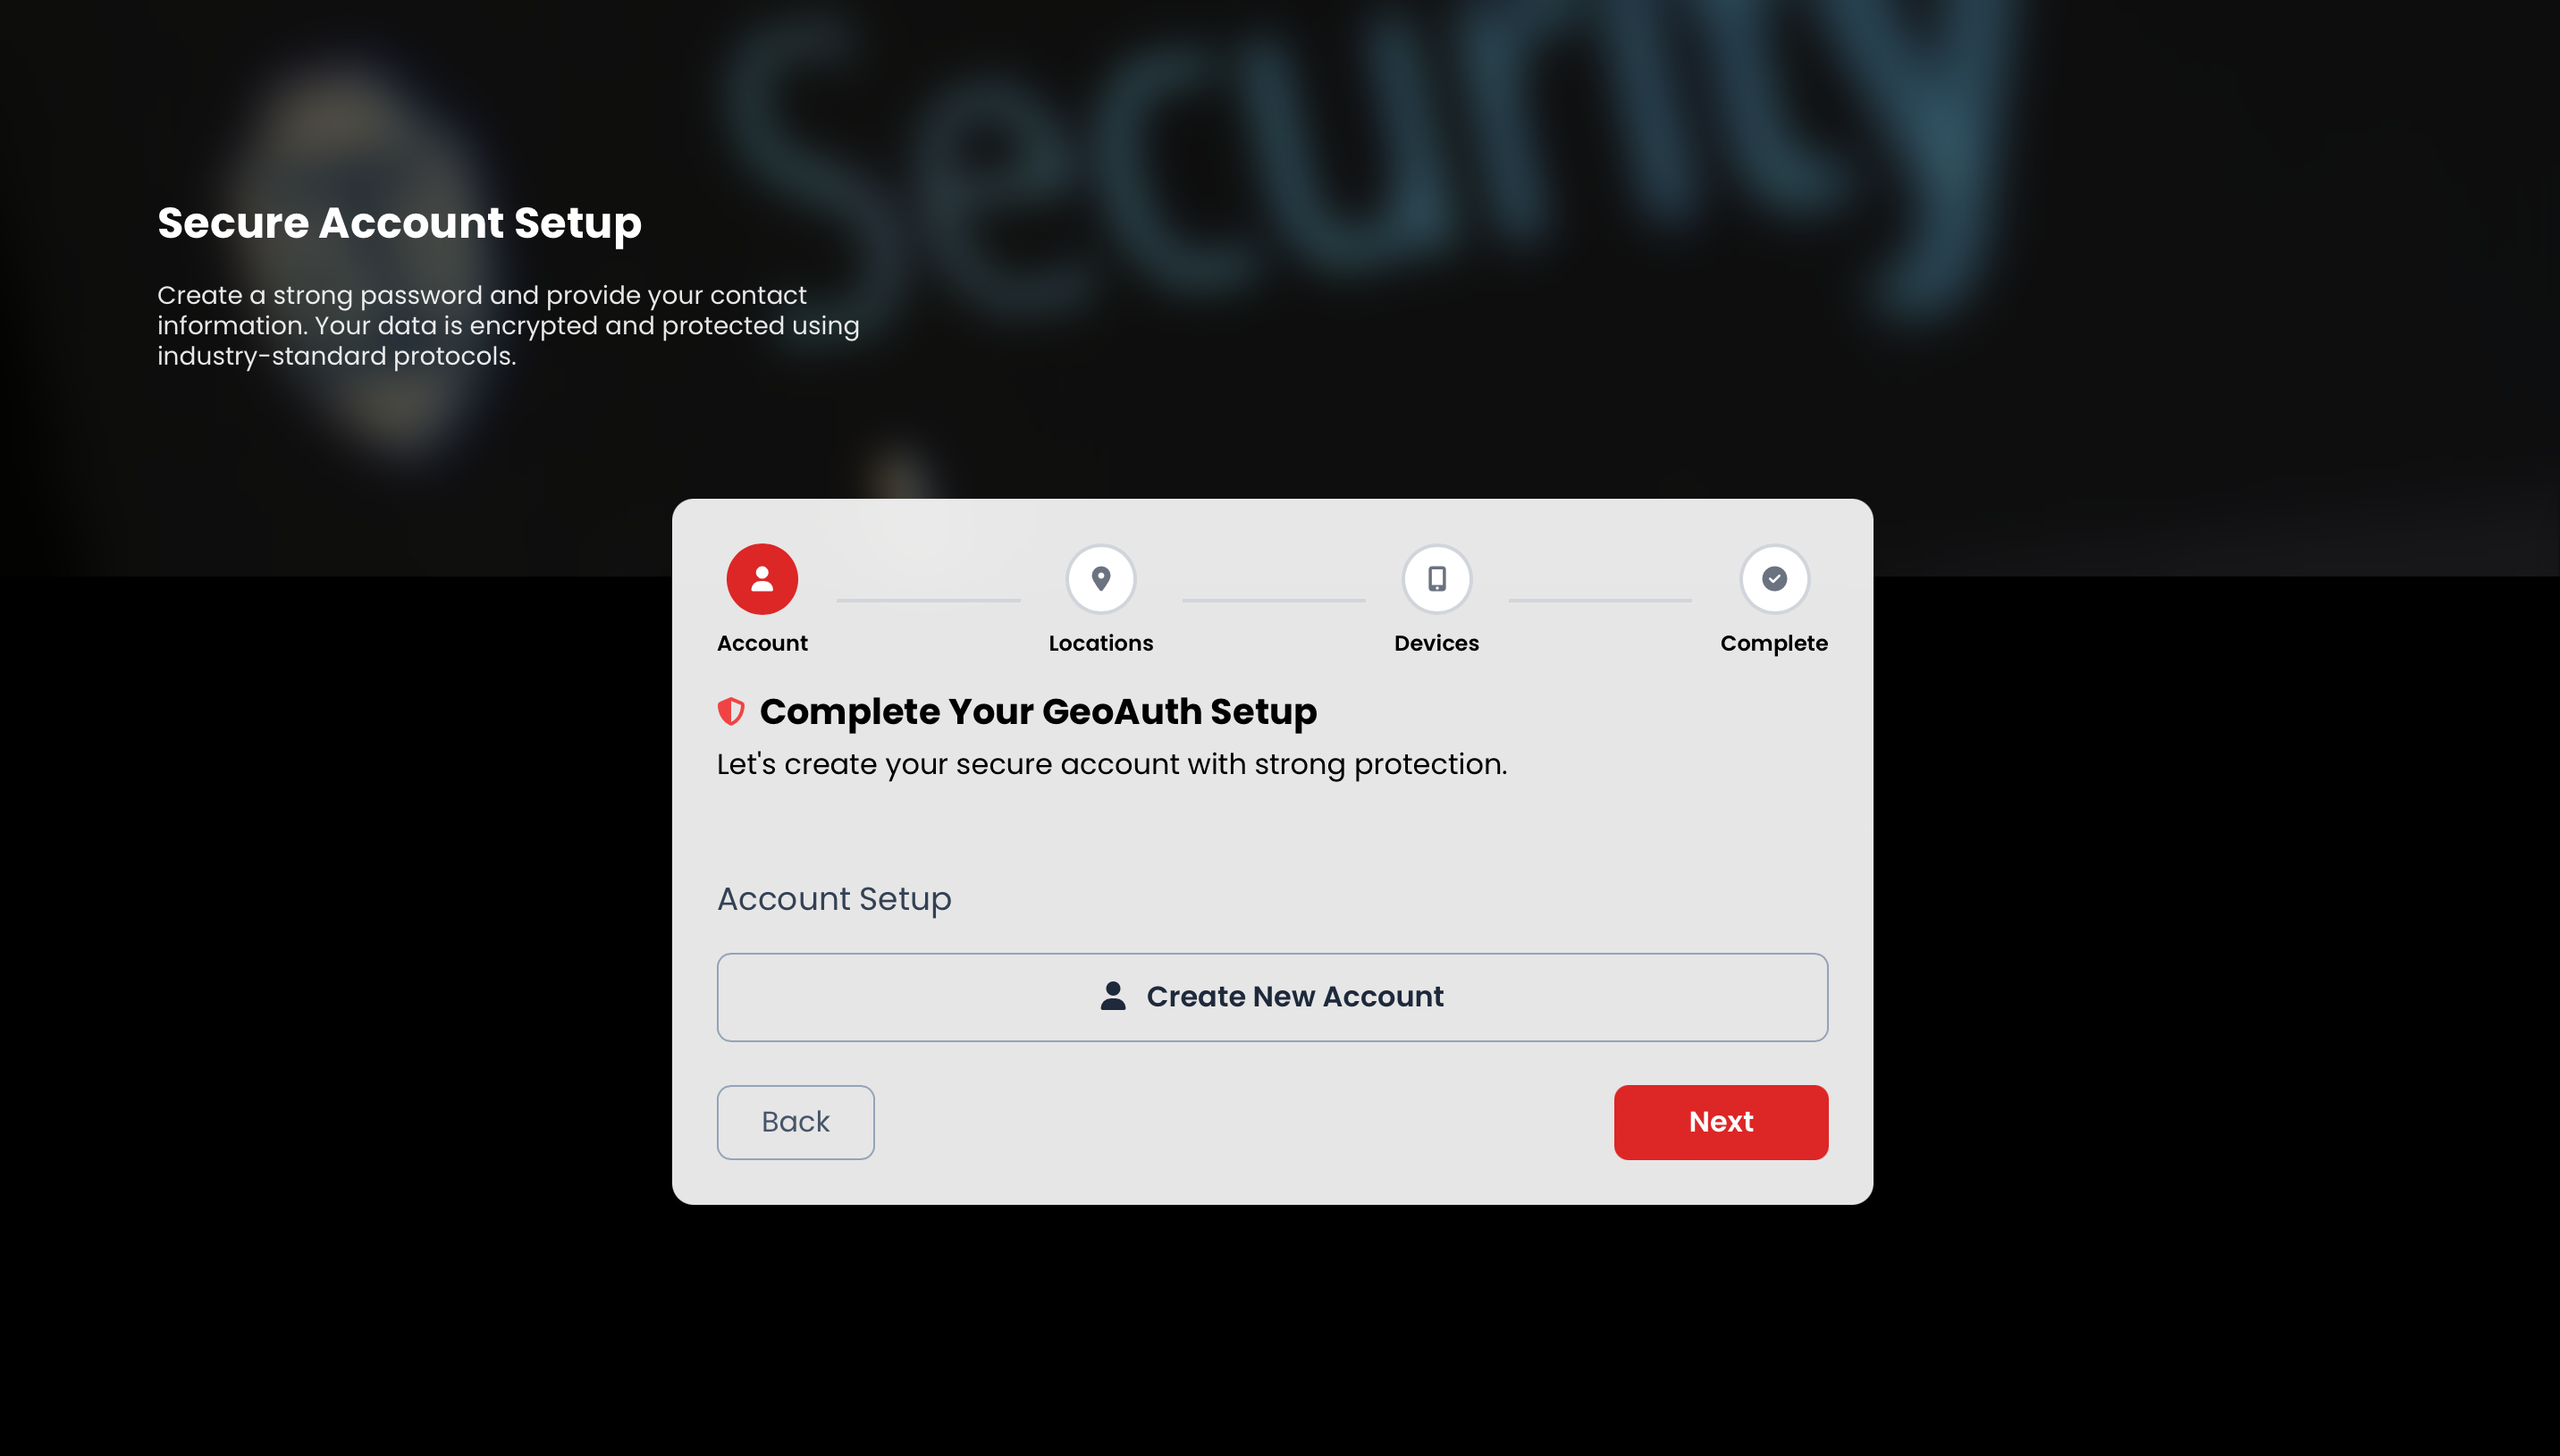 Security
Secure Account Setup
Create a strong password and provide your contact
information. Your data is encrypted and protected using
industry-standard protocols.
Account
Locations
Devices
Complete
Complete Your GeoAuth Setup
Let's create your secure account with strong protection.
Account Setup
Create New Account
Back
Next